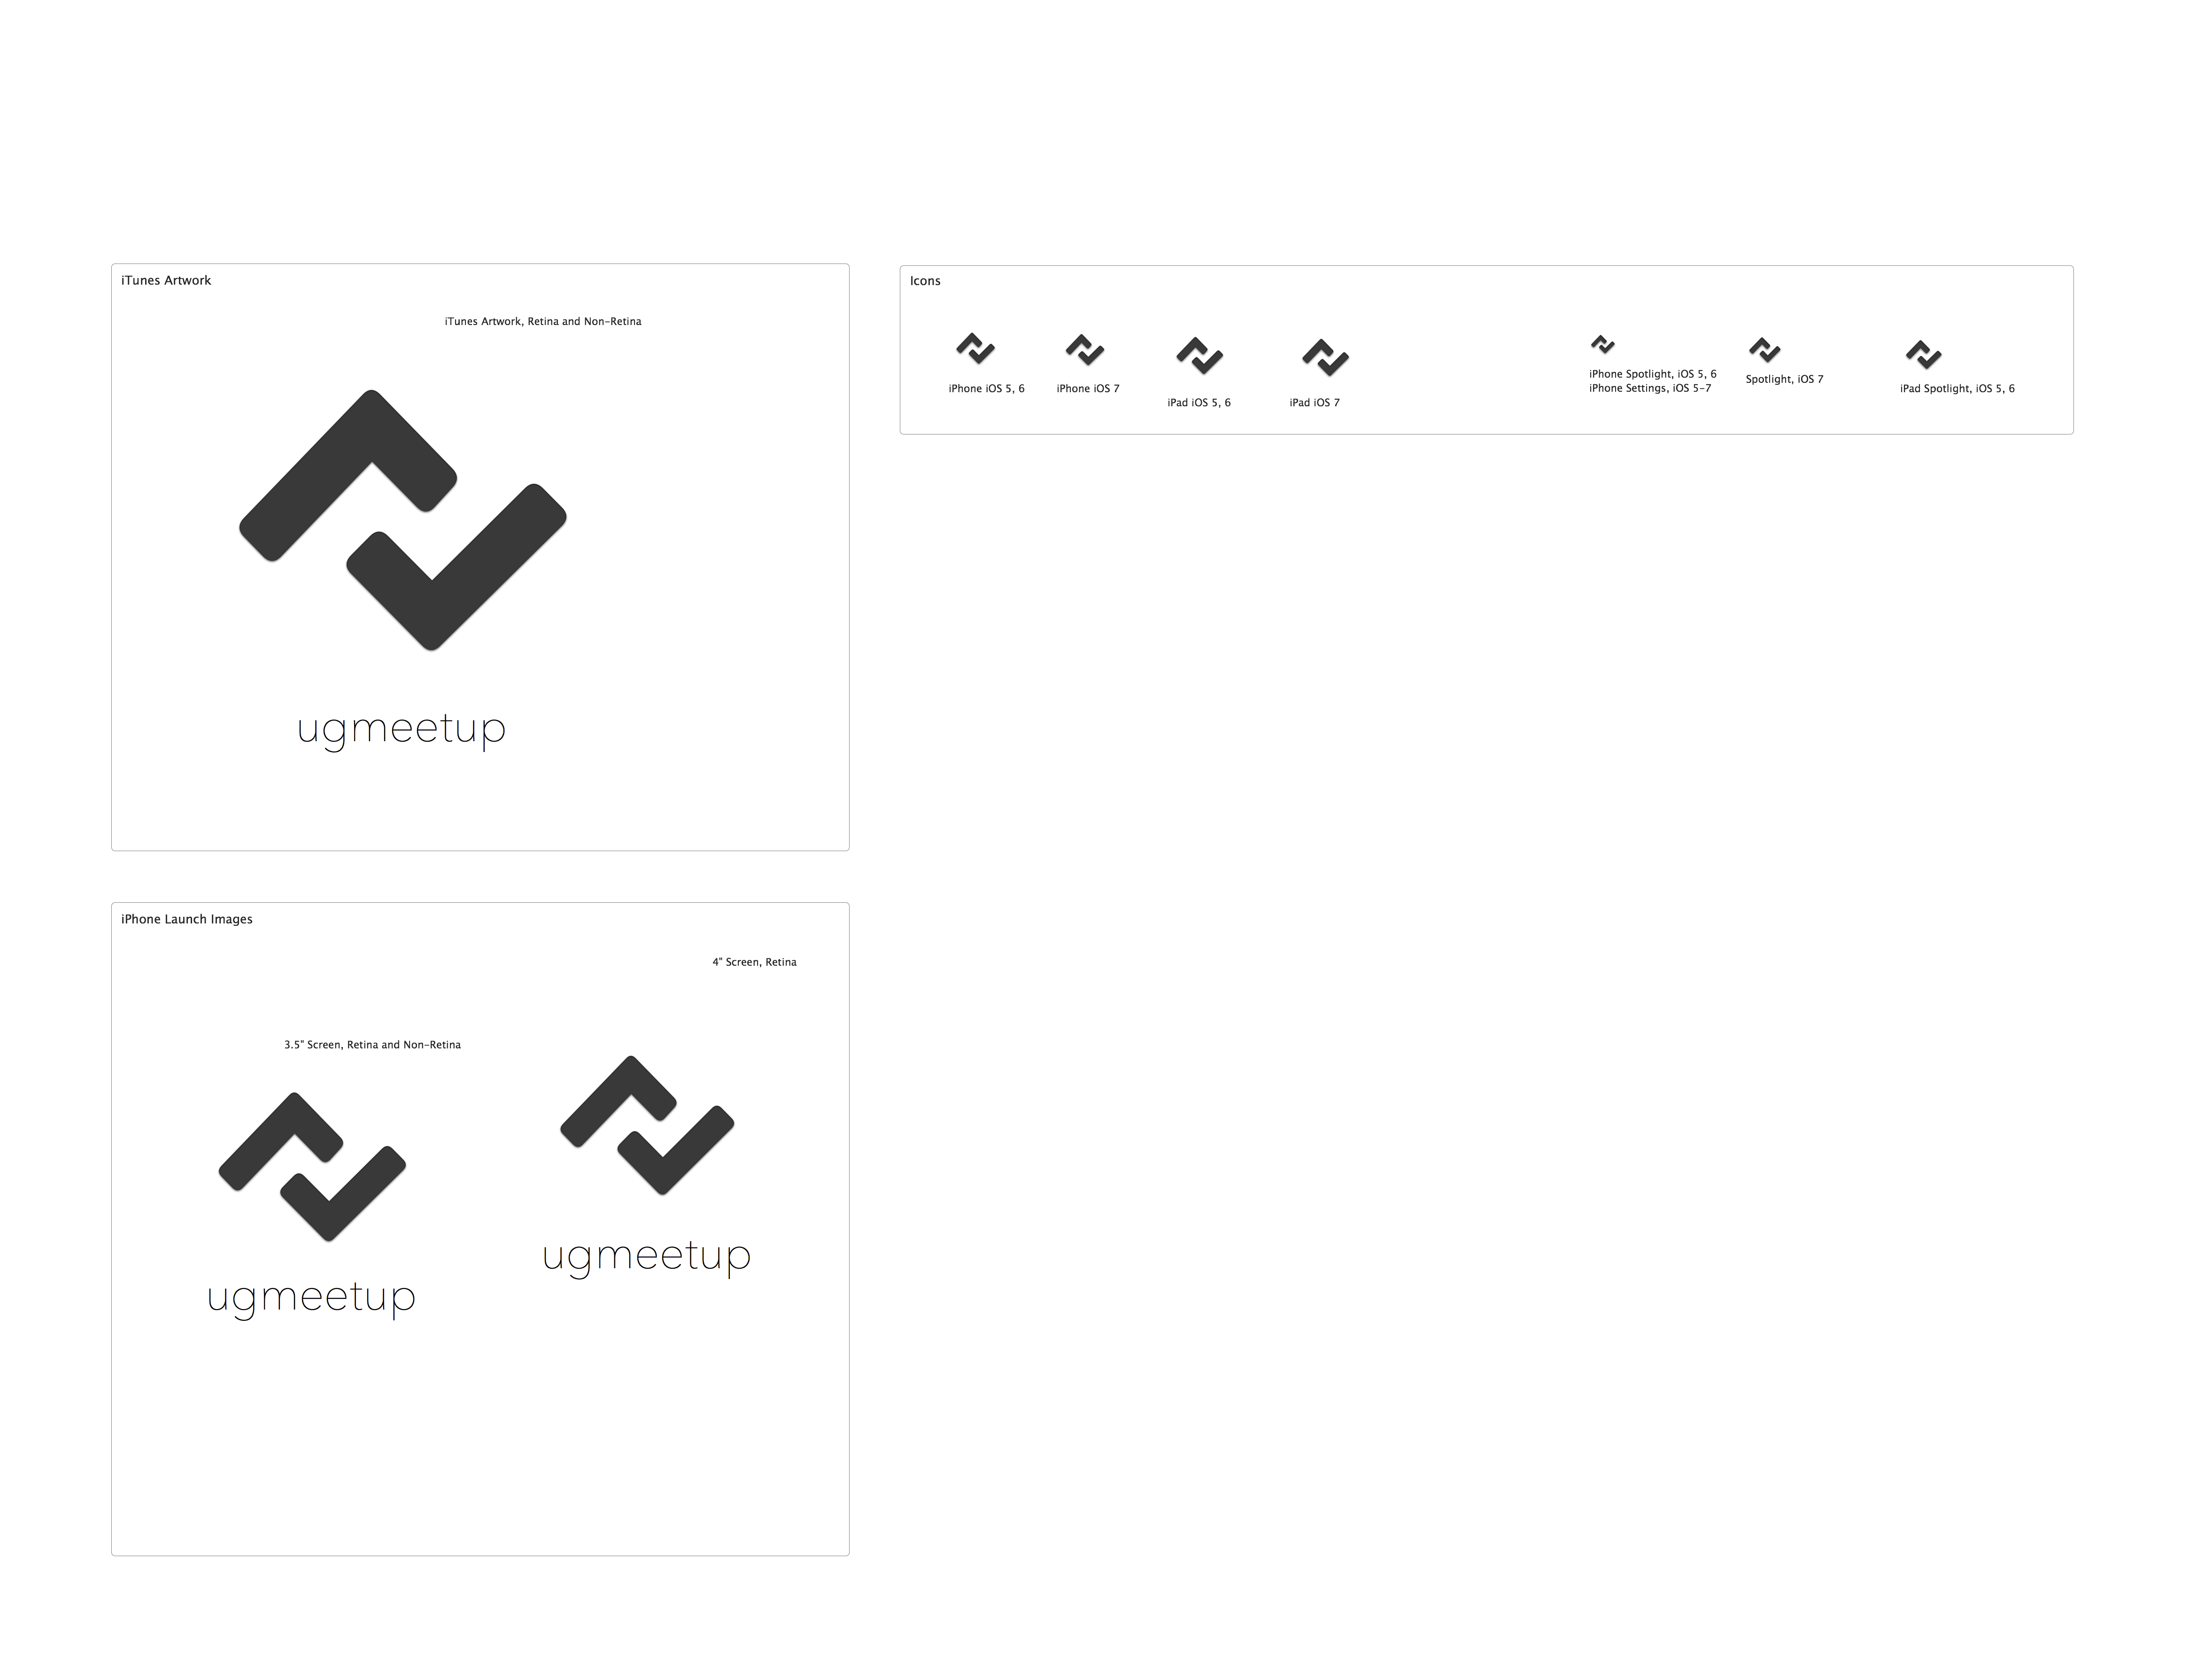 iTunes Artwork
iTunes Artwork, Retina and Non-Retina
ugmeetup
Icons
iPhone iOS 5, 6
iPhone iOS 7
iPad iOS 5, 6
iPad iOS 7
iPhone Spotlight, iOS 5, 6
iPhone Settings, iOS 5-7
Spotlight, iOS 7
iPad Spotlight, iOS 5, 6
iPhone Launch Images
4" Screen, Retina
3.5" Screen, Retina and Non-Retina
ugmeetup
ugmeetup